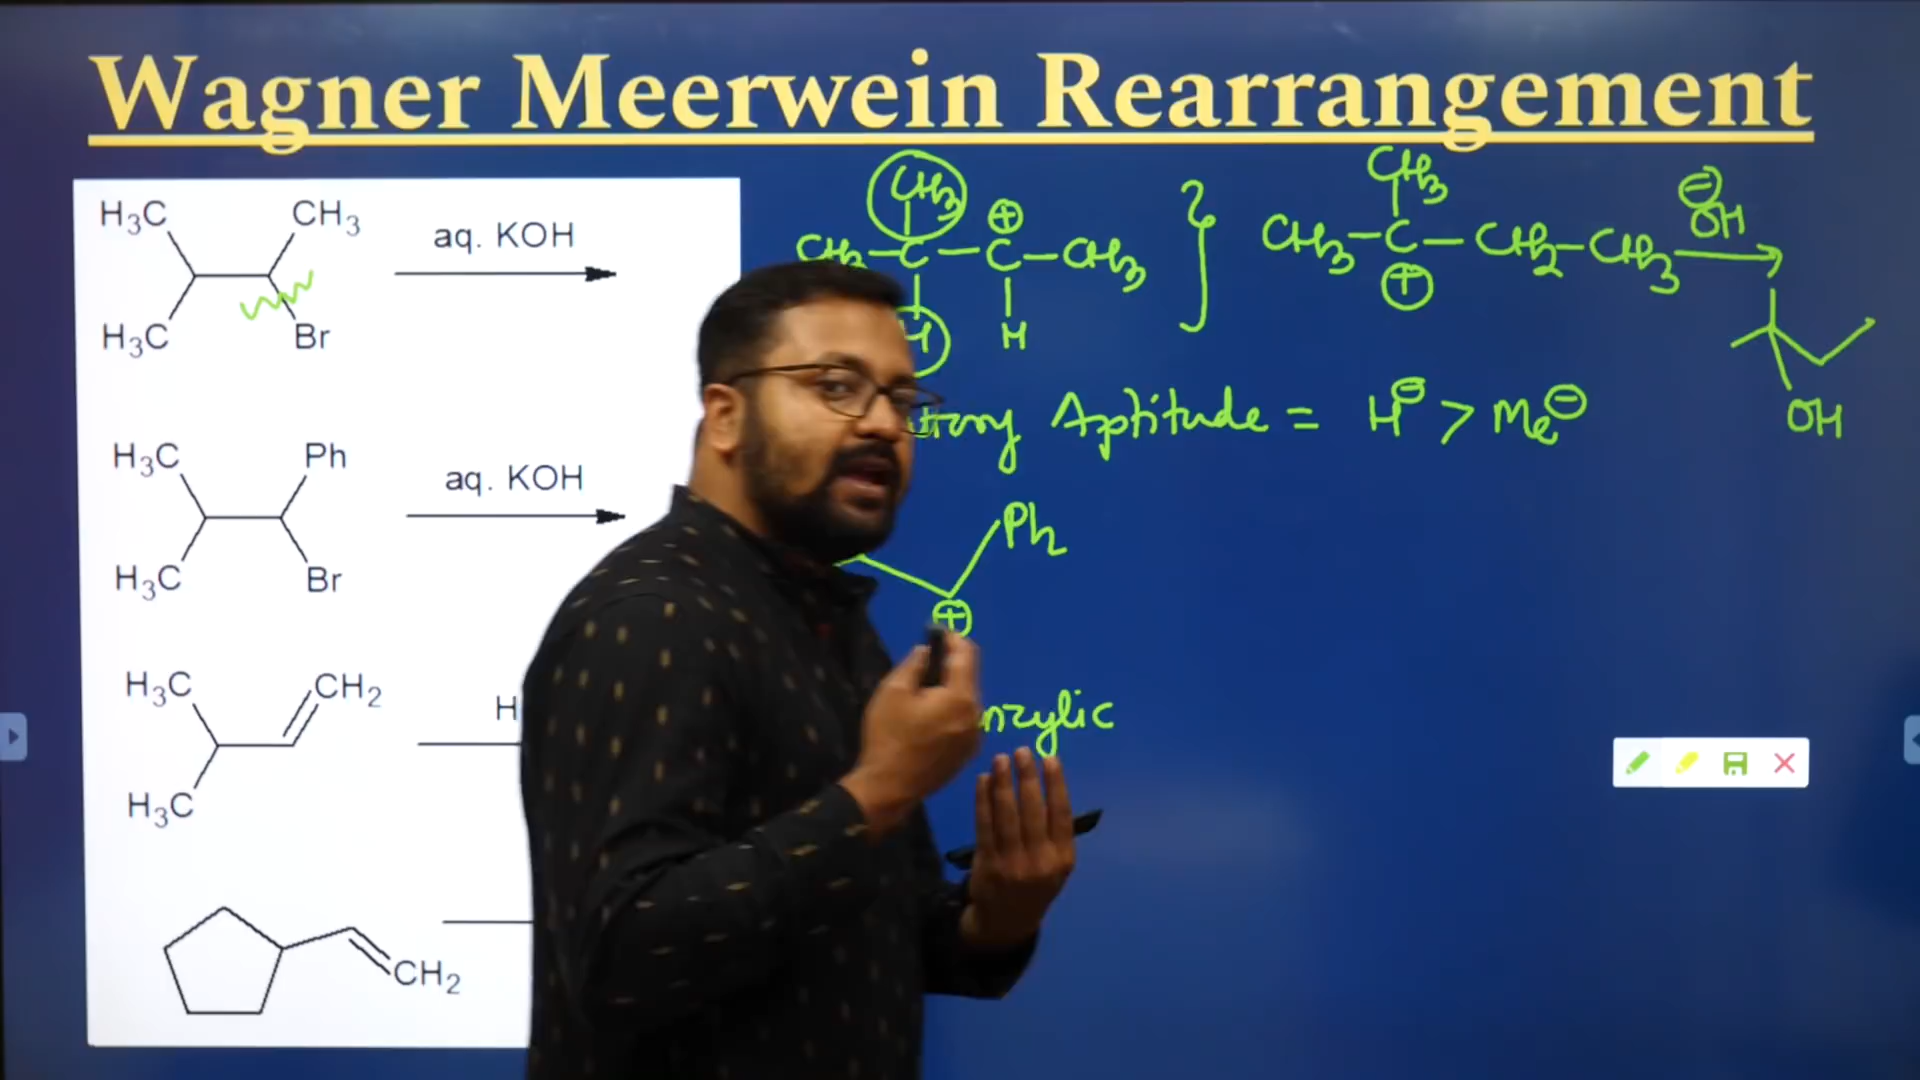 Wagner Meerwein Rearrangement
H₃C CH₃
aq. KOH
H₃C Br
CH₃
CH₃—C—C⊕—CH₃
H H
CH₃
CH₃—C—CH₂—CH₃
⊕
⊖OH
OH
Aptitude = H⊖ > Me⊖
H₃C Ph
aq. KOH
H₃C Br
Ph
⊕
H₃C CH₂
H
H₃C
CH₂